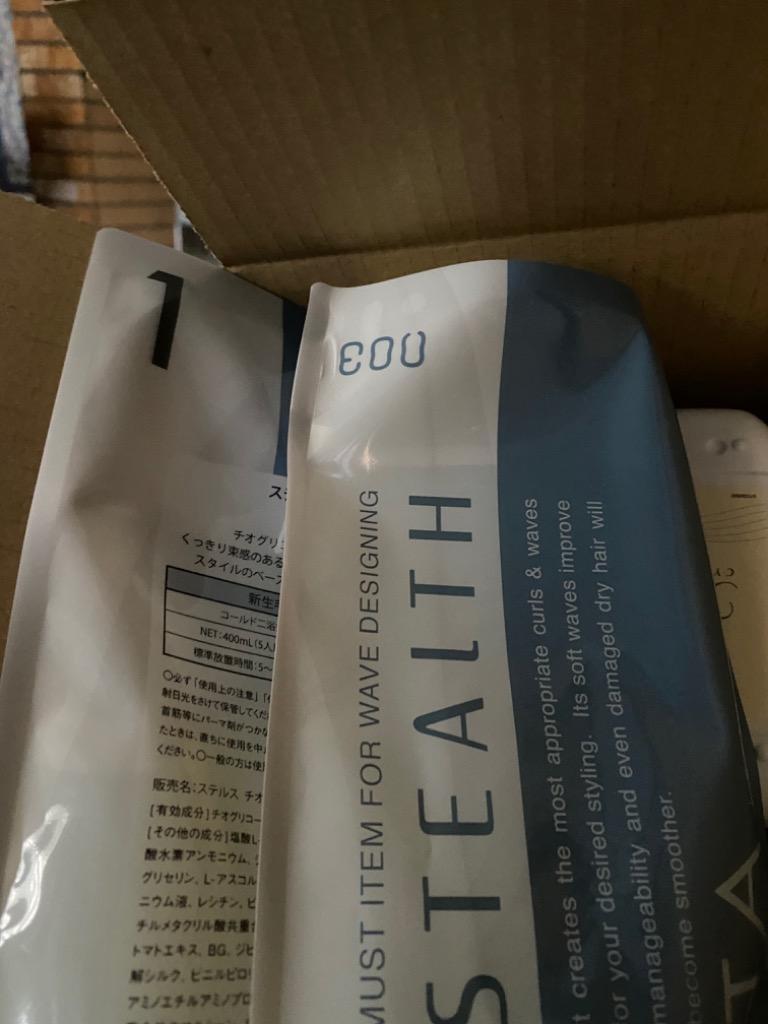 1
チオグリコ
くっきり束感のある
スタイルのベー
新生
コールド二浴
NET:400mL(5人
標準放置時間:5〜
○必ず「使用上の注意」
射日光をさけて保管してくだ
首筋等にパーマ剤がつかな
たときは、直ちに使用を中
ください。○一般の方は使
販売名:ステルス チオ
[有効成分]チオグリコー
[その他の成分]塩酸L-
酸水素アンモニウム、
グリセリン、L-アスコル
ニウム液、レシチン、ヒ
チルメタクリル酸共重合
トマトエキス、BG、ジヒ
解シルク、ビニルピロリ
アミノエチルアミノプロ
003
MUST ITEM FOR WAVE DESIGNING
STEALTH
t creates the most appropriate curls & waves
or your desired styling. Its soft waves improve
manageability and even damaged dry hair will
become smoother.